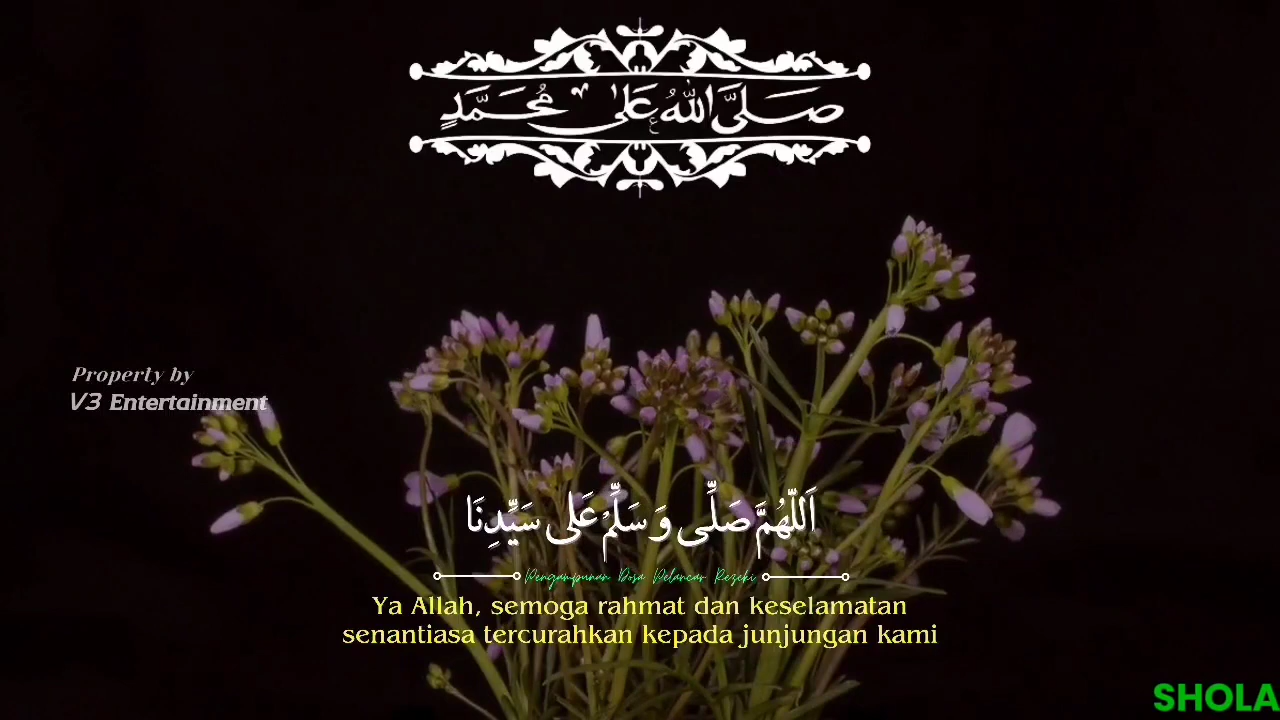 صَلَّى اللهُ عَلَى مُحَمَّدٍ
Property by
V3 Entertainment
اَللّٰهُمَّ صَلِّى وَ سَلِّمْ عَلٰى سَيِّدِنَا
Pengampunan Dosa Pelancar Rezeki
Ya Allah, semoga rahmat dan keselamatan
senantiasa tercurahkan kepada junjungan kami
SHOLA